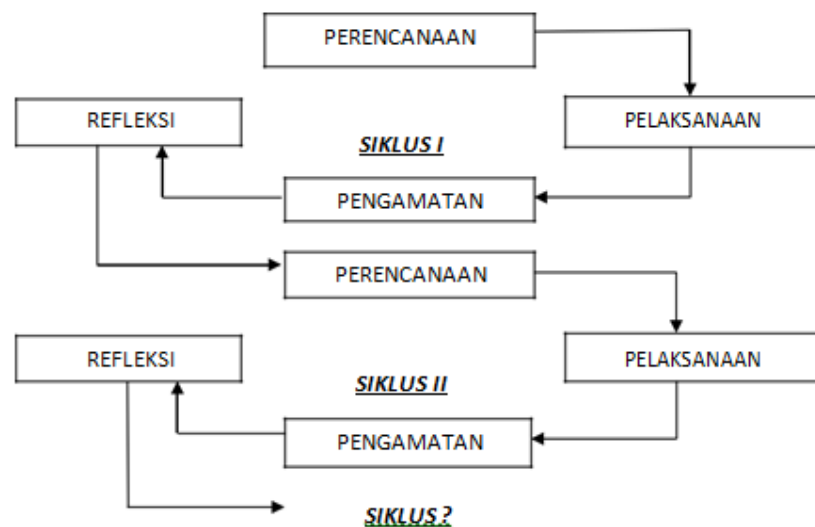 PERENCANAAN
REFLEKSI
PELAKSANAAN
SIKLUS I
PENGAMATAN
PERENCANAAN
REFLEKSI
PELAKSANAAN
SIKLUS II
PENGAMATAN
SIKLUS ?